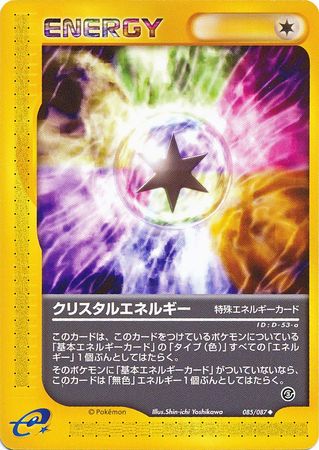 ENERGY
クリスタルエネルギー 特殊エネルギーカード
ID:D-53-a
このカードは、このカードをつけているポケモンについている
「基本エネルギーカード」の「タイプ（色）」すべての「エネル
ギー」1個ぶんとしてはたらく。
そのポケモンに「基本エネルギーカード」がついていないなら、
このカードは「無色」エネルギー1個ぶんとしてはたらく。
©Pokémon Illus.Shin-ichi Yoshikawa 085/087◆
e